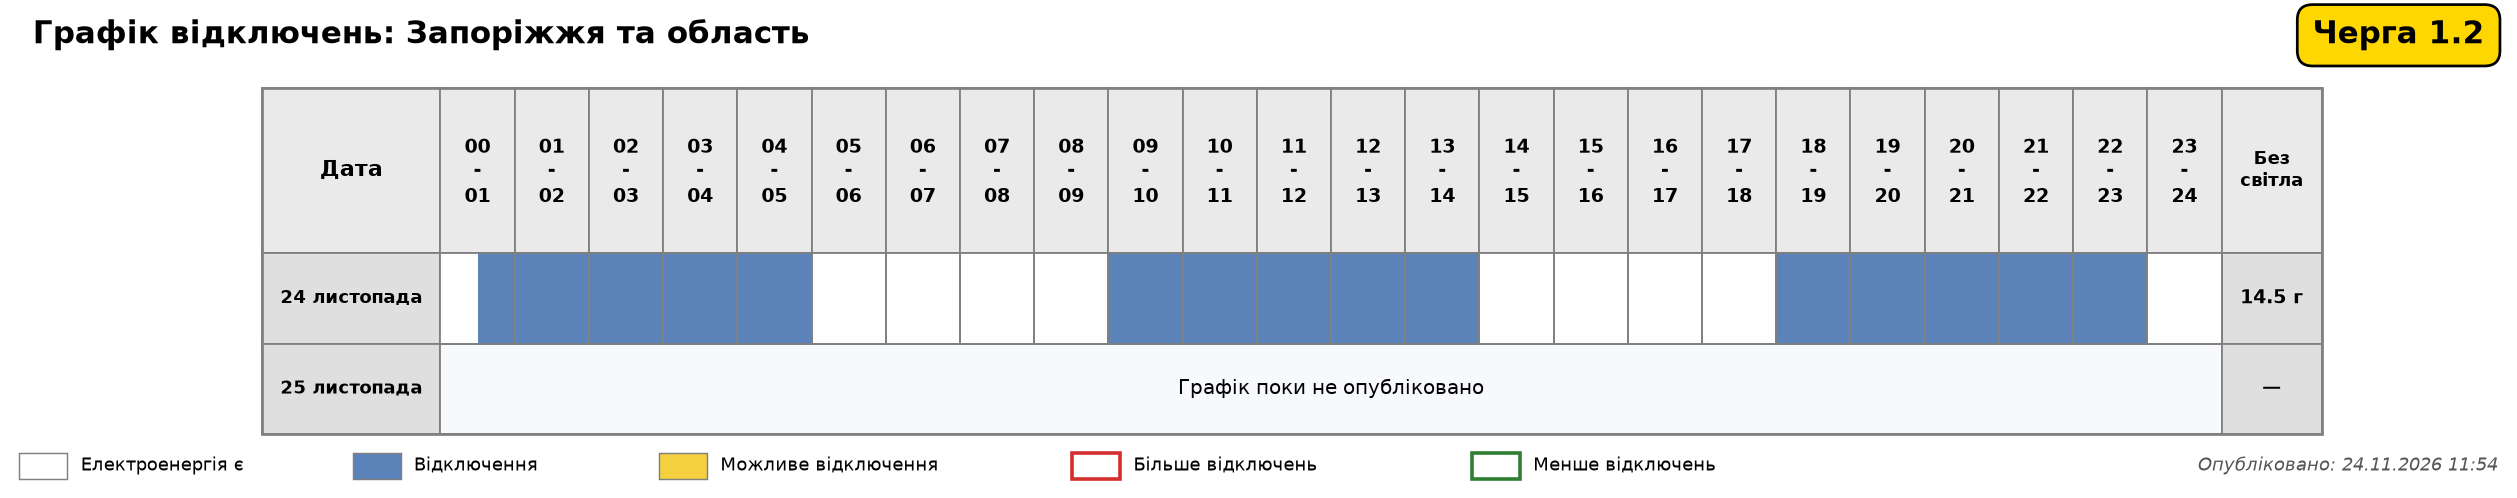 Графік відключень: Запоріжжя та область
Черга 1.2
Дата
00 - 01
01 - 02
02 - 03
03 - 04
04 - 05
05 - 06
06 - 07
07 - 08
08 - 09
09 - 10
10 - 11
11 - 12
12 - 13
13 - 14
14 - 15
15 - 16
16 - 17
17 - 18
18 - 19
19 - 20
20 - 21
21 - 22
22 - 23
23 - 24
Без
світла
24 листопада
14.5 г
25 листопада
Графік поки не опубліковано
—
Електроенергія є
Відключення
Можливе відключення
Більше відключень
Менше відключень
Опубліковано: 24.11.2026 11:54